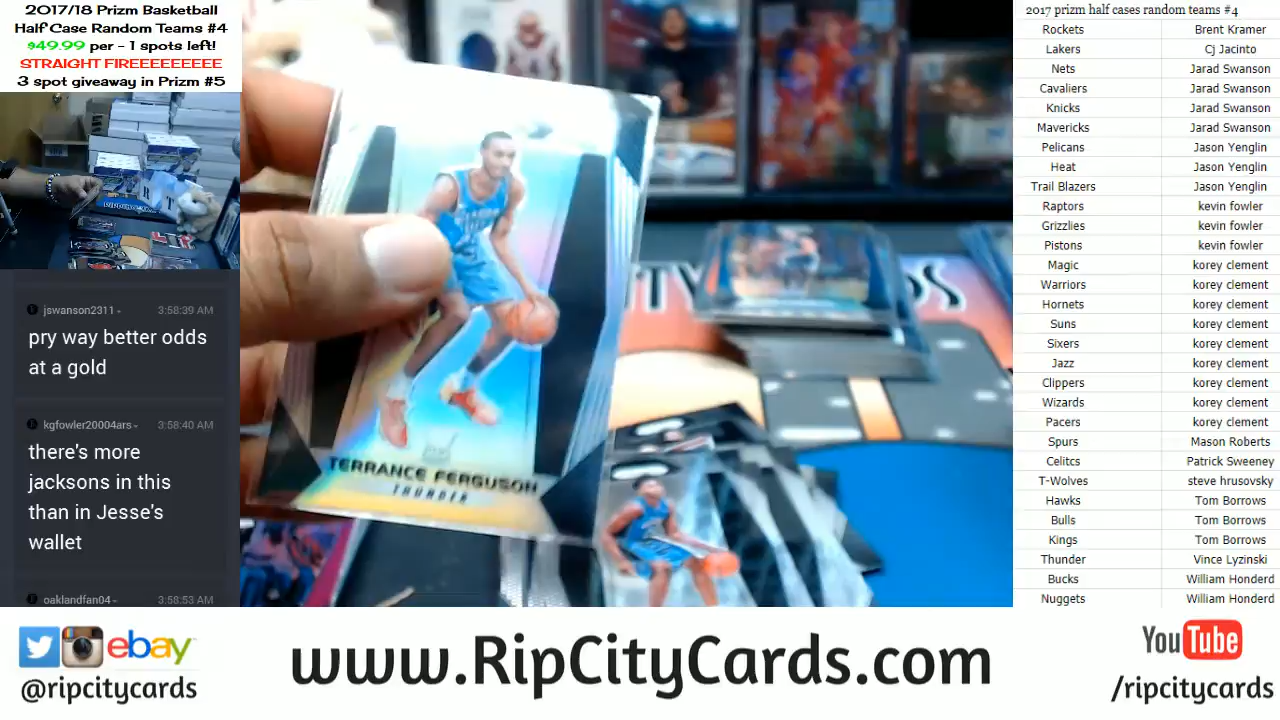 2017/18 Prizm Basketball
Half Case Random Teams #4
$49.99 per - 1 spots left!
STRAIGHT FIREEEEEEEEE
3 spot giveaway in Prizm #5
jswanson2311
3:58:39 AM
pry way better odds
at a gold
kgfowler20004ars
3:58:40 AM
there's more
jacksons in this
than in Jesse's
wallet
oaklandfan04
3:58:53 AM
TERRANCE FERGUSON
THUNDER
2017 prizm half cases random teams #4
Rockets Brent Kramer
Lakers Cj Jacinto
Nets Jarad Swanson
Cavaliers Jarad Swanson
Knicks Jarad Swanson
Mavericks Jarad Swanson
Pelicans Jason Yenglin
Heat Jason Yenglin
Trail Blazers Jason Yenglin
Raptors kevin fowler
Grizzlies kevin fowler
Pistons kevin fowler
Magic korey clement
Warriors korey clement
Hornets korey clement
Suns korey clement
Sixers korey clement
Jazz korey clement
Clippers korey clement
Wizards korey clement
Pacers korey clement
Spurs Mason Roberts
Celitcs Patrick Sweeney
T-Wolves steve hrusovsky
Hawks Tom Borrows
Bulls Tom Borrows
Kings Tom Borrows
Thunder Vince Lyzinski
Bucks William Honderd
Nuggets William Honderd
ebay
@ripcitycards
www.RipCityCards.com
YouTube
/ripcitycards